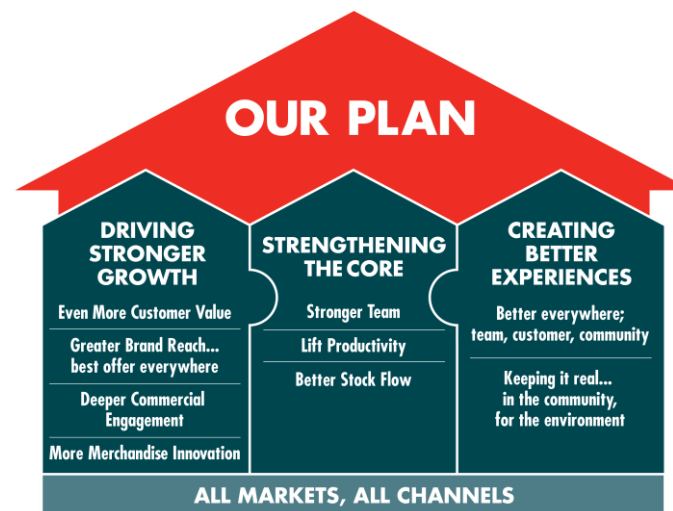 OUR PLAN
DRIVING
STRONGER
GROWTH
Even More Customer Value
Greater Brand Reach...
best offer everywhere
Deeper Commercial
Engagement
More Merchandise Innovation
STRENGTHENING
THE CORE
Stronger Team
Lift Productivity
Better Stock Flow
CREATING
BETTER
EXPERIENCES
Better everywhere;
team, customer, community
Keeping it real...
in the community,
for the environment
ALL MARKETS, ALL CHANNELS